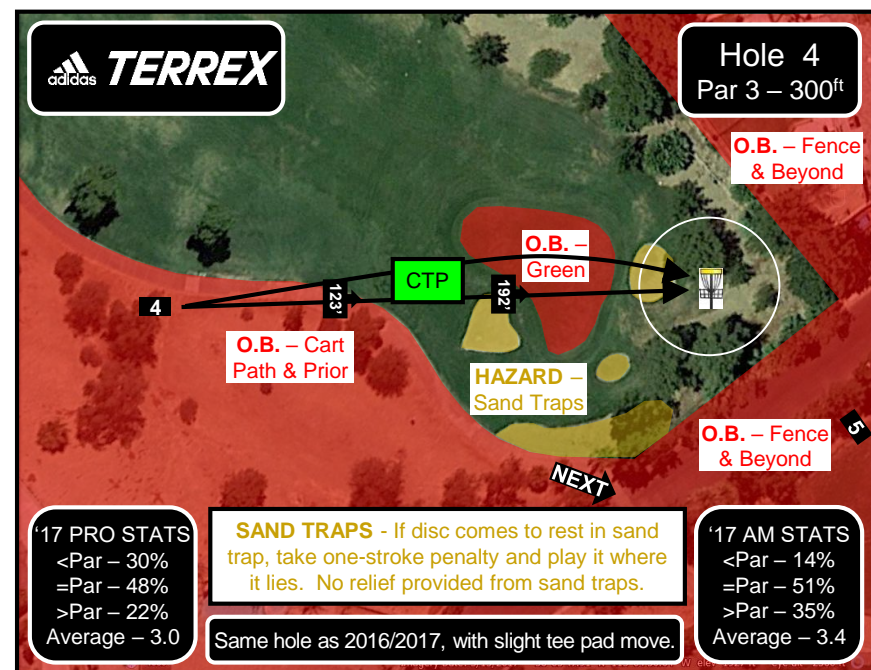 adidas TERREX
Hole 4
Par 3 – 300ft
O.B. – Fence
& Beyond
O.B. –
Green
CTP
4
123'
192'
O.B. – Cart
Path & Prior
HAZARD –
Sand Traps
O.B. – Fence
& Beyond
5
NEXT
'17 PRO STATS
<Par – 30%
=Par – 48%
>Par – 22%
Average – 3.0
SAND TRAPS - If disc comes to rest in sand
trap, take one-stroke penalty and play it where
it lies. No relief provided from sand traps.
Same hole as 2016/2017, with slight tee pad move.
'17 AM STATS
<Par – 14%
=Par – 51%
>Par – 35%
Average – 3.4